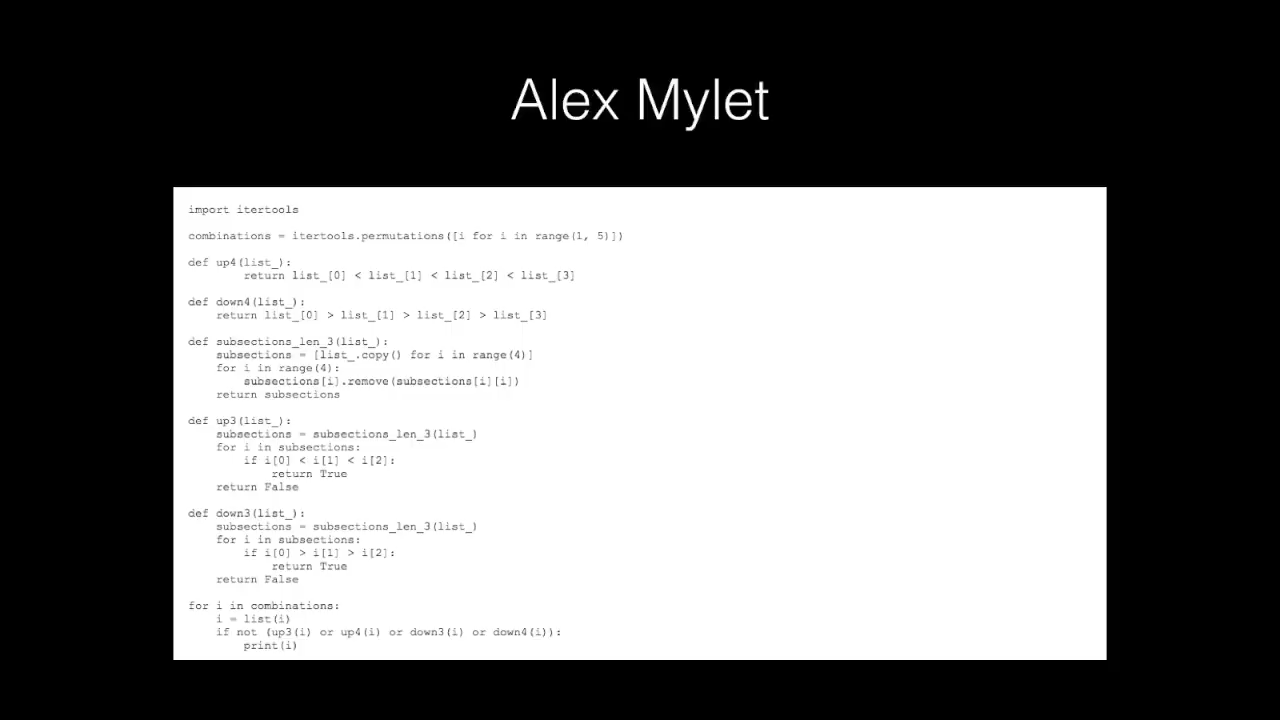 Alex Mylet
import itertools
combinations = itertools.permutations([i for i in range(1, 5)])
def up4(list_):
        return list_[0] < list_[1] < list_[2] < list_[3]
def down4(list_):
    return list_[0] > list_[1] > list_[2] > list_[3]
def subsections_len_3(list_):
    subsections = [list_.copy() for i in range(4)]
    for i in range(4):
        subsections[i].remove(subsections[i][i])
    return subsections
def up3(list_):
    subsections = subsections_len_3(list_)
    for i in subsections:
        if i[0] < i[1] < i[2]:
            return True
    return False
def down3(list_):
    subsections = subsections_len_3(list_)
    for i in subsections:
        if i[0] > i[1] > i[2]:
            return True
    return False
for i in combinations:
    i = list(i)
    if not (up3(i) or up4(i) or down3(i) or down4(i)):
        print(i)